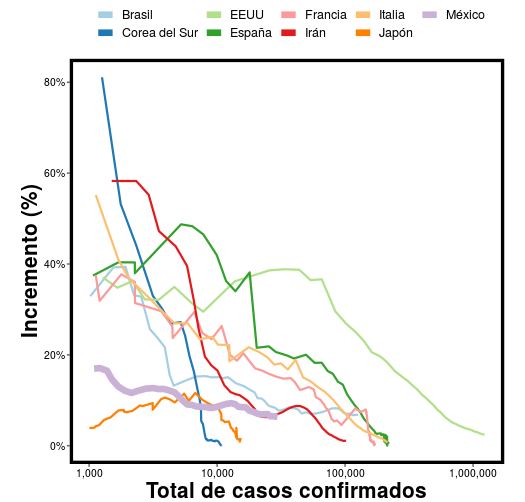 Brasil EEUU Francia Italia México
Corea del Sur España Irán Japón
80%
60%
40%
20%
0%
Incremento (%)
1,000 10,000 100,000 1,000,000
Total de casos confirmados